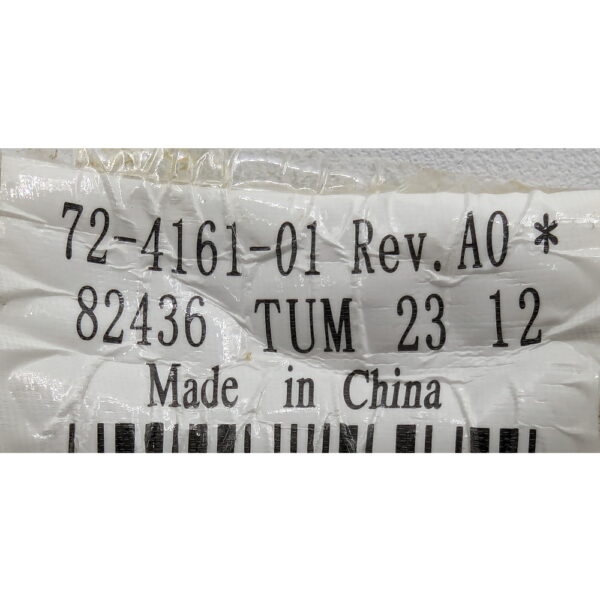 72-4161-01 Rev. A0 *
82436 TUM 23 12
Made in China